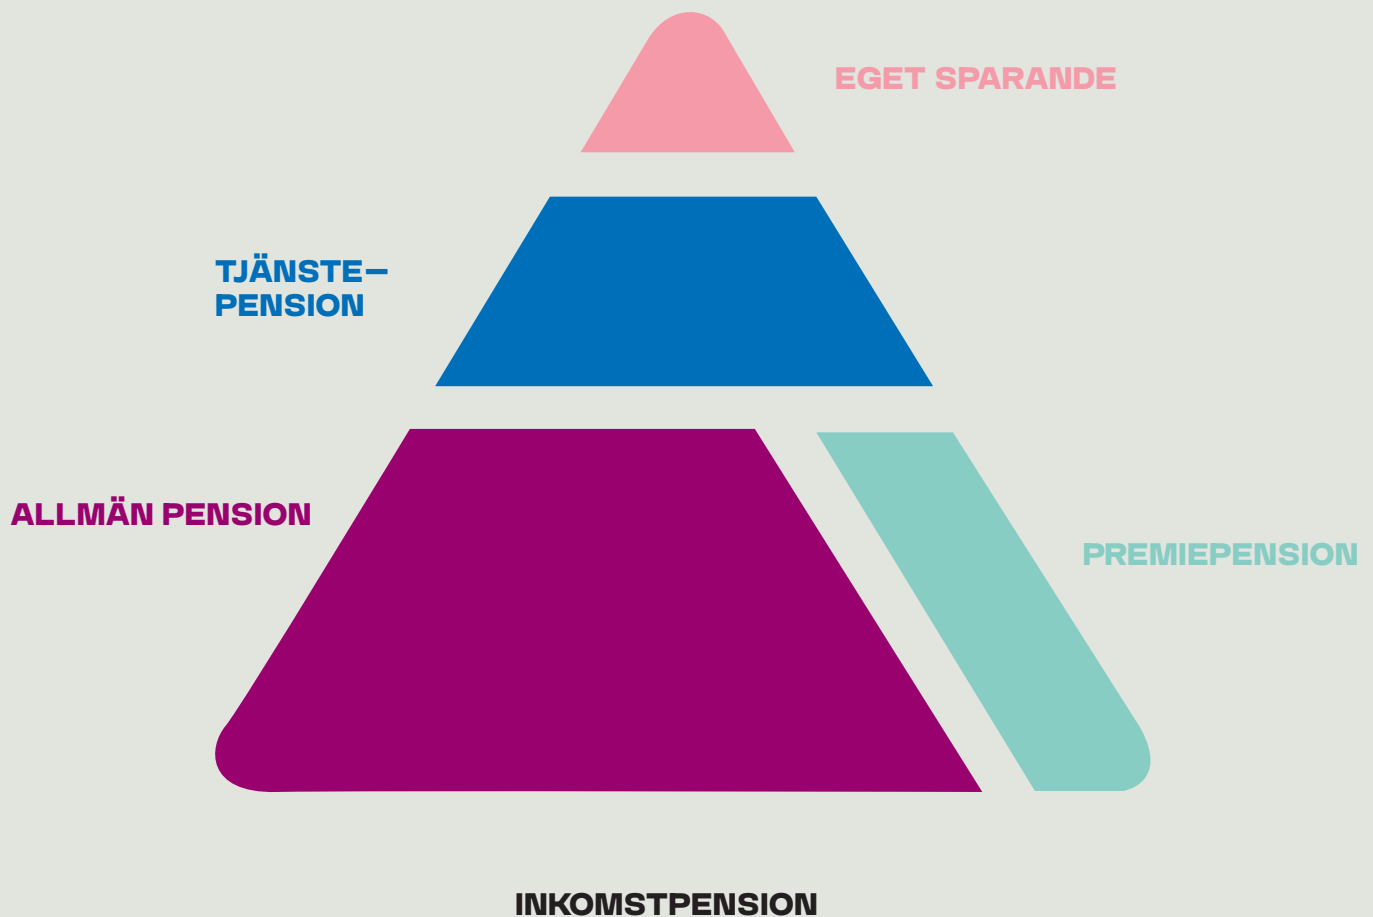 EGET SPARANDE
TJÄNSTE–
PENSION
ALLMÄN PENSION
PREMIEPENSION
INKOMSTPENSION